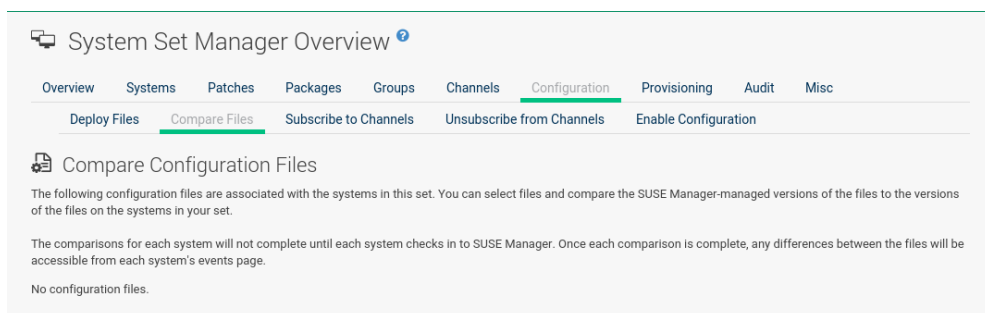 System Set Manager Overview ?
Overview Systems Patches Packages Groups Channels Configuration Provisioning Audit Misc
Deploy Files Compare Files Subscribe to Channels Unsubscribe from Channels Enable Configuration
Compare Configuration Files
The following configuration files are associated with the systems in this set. You can select files and compare the SUSE Manager-managed versions of the files to the versions
of the files on the systems in your set.
The comparisons for each system will not complete until each system checks in to SUSE Manager. Once each comparison is complete, any differences between the files will be
accessible from each system's events page.
No configuration files.